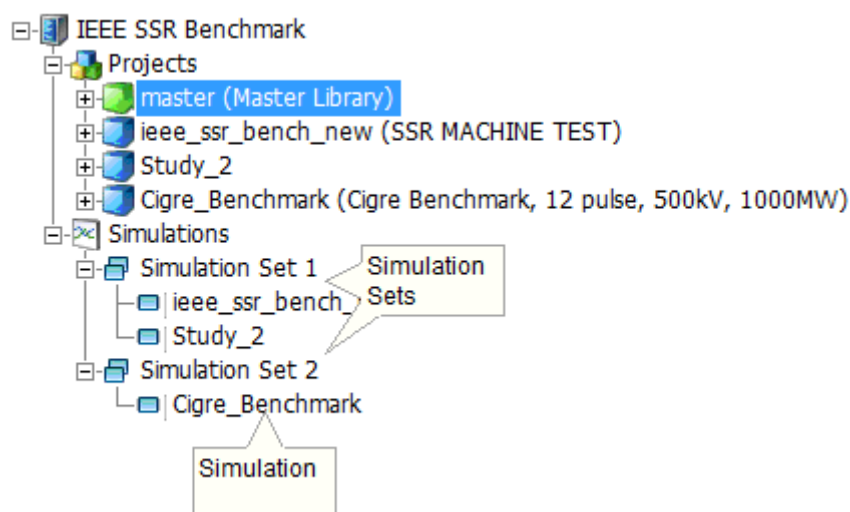 IEEE SSR Benchmark
Projects
master (Master Library)
ieee_ssr_bench_new (SSR MACHINE TEST)
Study_2
Cigre_Benchmark (Cigre Benchmark, 12 pulse, 500kV, 1000MW)
Simulations
Simulation Set 1
Simulation
Sets
ieee_ssr_bench_
Study_2
Simulation Set 2
Cigre_Benchmark
Simulation